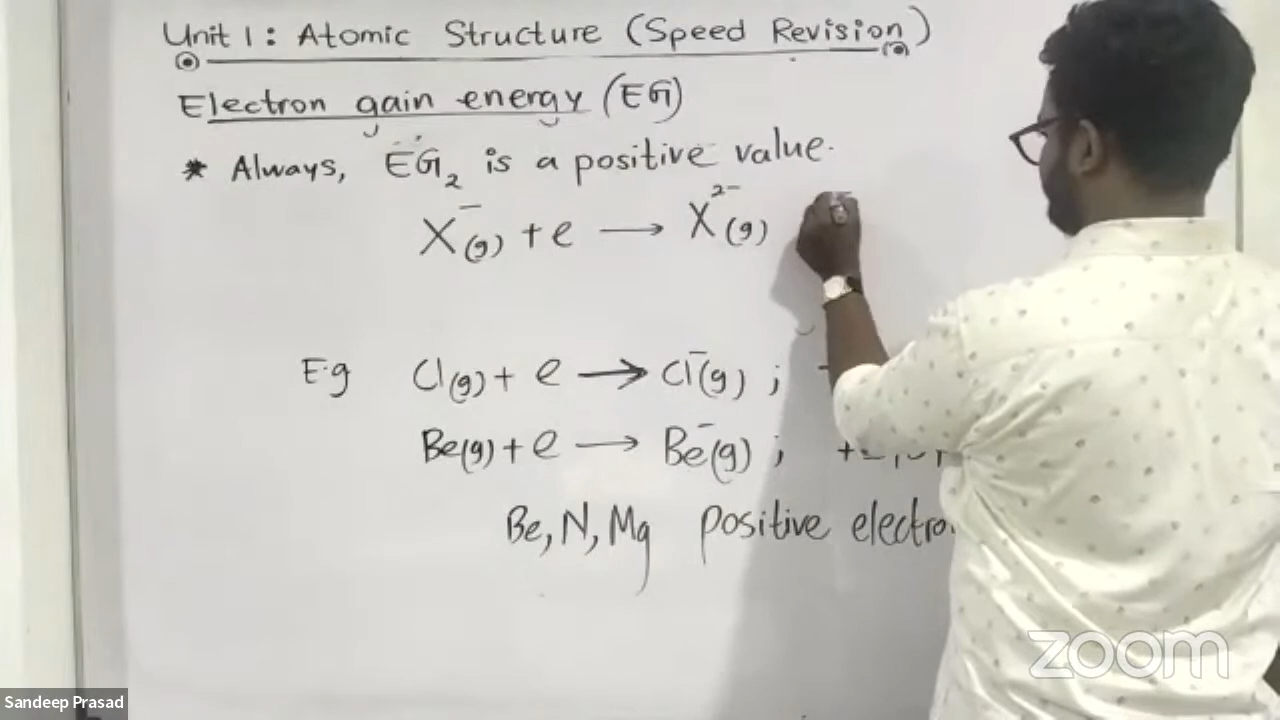 Unit 1: Atomic Structure (Speed Revision)
Electron gain energy (EG)
* Always, EG₂ is a positive value.
X⁻(g) + e → X²⁻(g)
E.g Cl(g) + e → Cl⁻(g) ;
Be(g) + e → Be⁻(g) ; +
Be, N, Mg positive
zoom
Sandeep Prasad